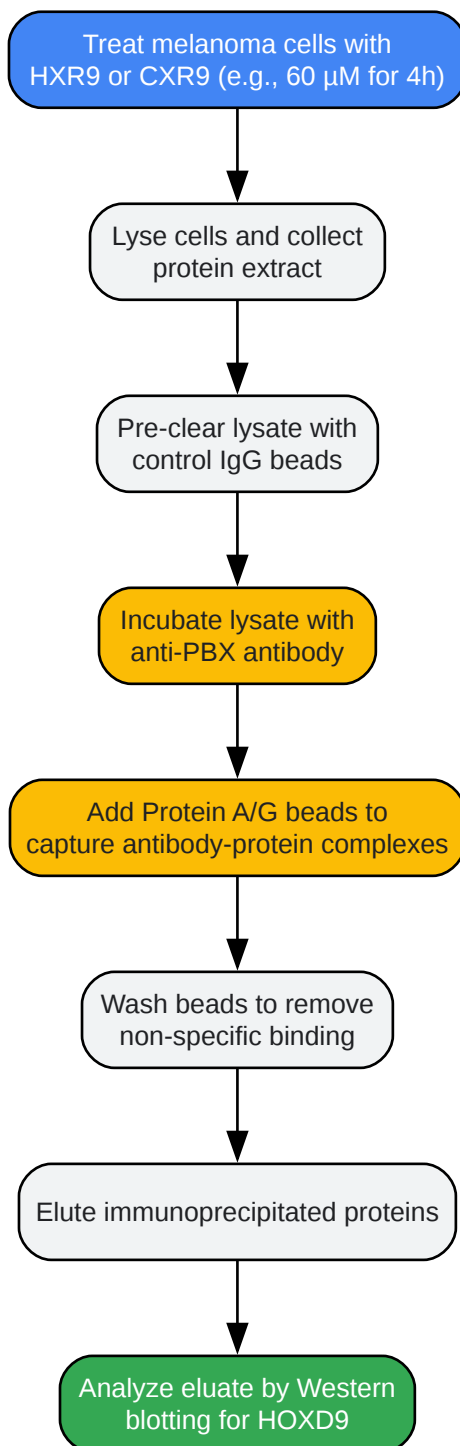 Treat melanoma cells with
HXR9 or CXR9 (e.g., 60 µM for 4h)
Lyse cells and collect
protein extract
Pre-clear lysate with
control IgG beads
Incubate lysate with
anti-PBX antibody
Add Protein A/G beads to
capture antibody-protein complexes
Wash beads to remove
non-specific binding
Elute immunoprecipitated proteins
Analyze eluate by Western
blotting for HOXD9